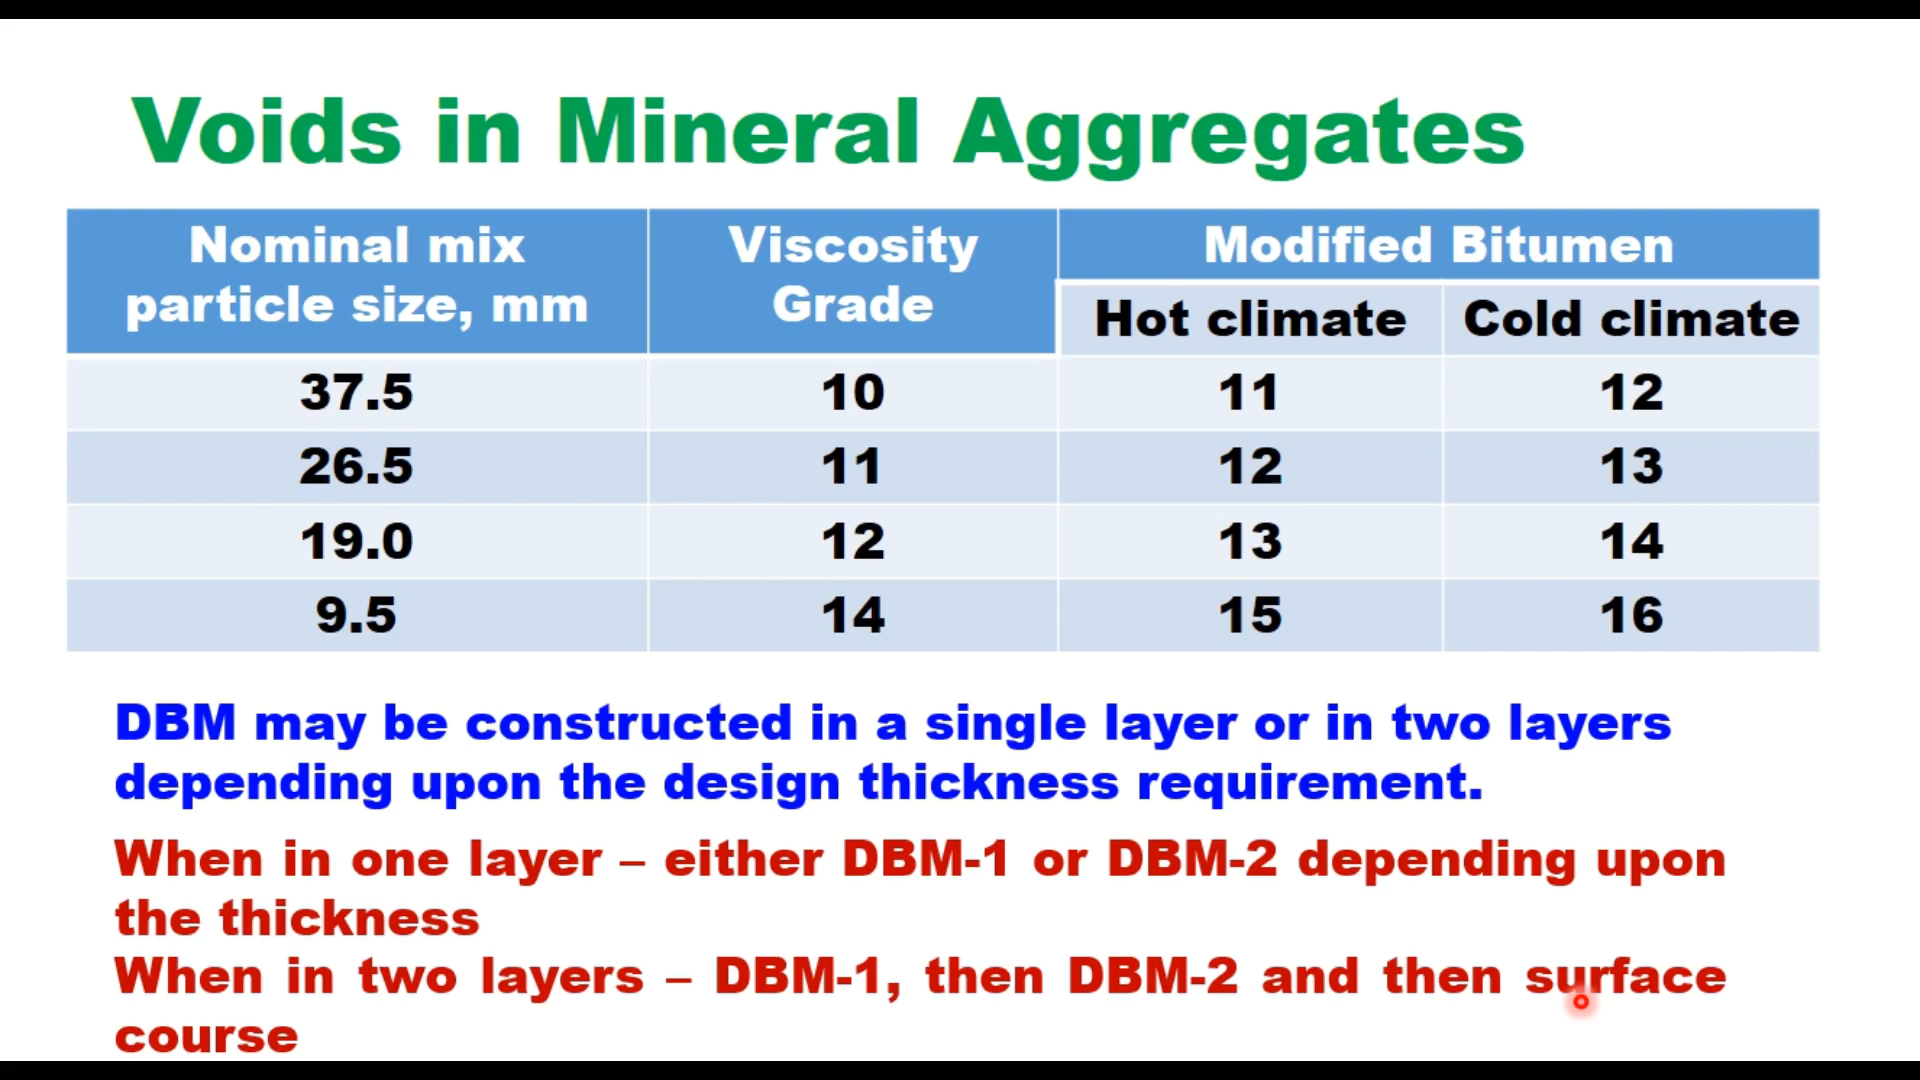 Voids in Mineral Aggregates
Nominal mix particle size, mm Viscosity Grade Modified Bitumen
Hot climate Cold climate
37.5 10 11 12
26.5 11 12 13
19.0 12 13 14
9.5 14 15 16
DBM may be constructed in a single layer or in two layers
depending upon the design thickness requirement.
When in one layer – either DBM-1 or DBM-2 depending upon
the thickness
When in two layers – DBM-1, then DBM-2 and then surface
course